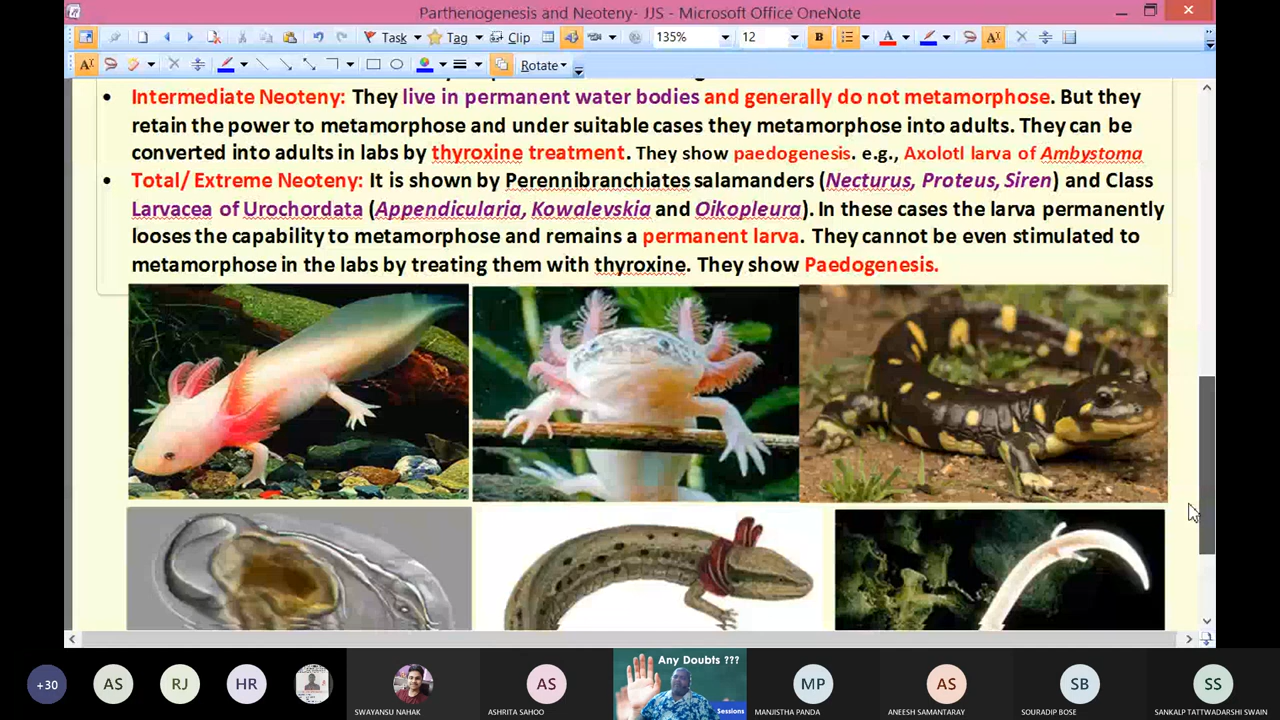 Parthenogenesis and Neoteny- JJS - Microsoft Office OneNote
Task Tag Clip 135% 12 B A
Rotate
• Intermediate Neoteny: They live in permanent water bodies and generally do not metamorphose. But they
retain the power to metamorphose and under suitable cases they metamorphose into adults. They can be
converted into adults in labs by thyroxine treatment. They show paedogenesis. e.g., Axolotl larva of Ambystoma
• Total/ Extreme Neoteny: It is shown by Perennibranchiates salamanders (Necturus, Proteus, Siren) and Class
Larvacea of Urochordata (Appendicularia, Kowalevskia and Oikopleura). In these cases the larva permanently
looses the capability to metamorphose and remains a permanent larva. They cannot be even stimulated to
metamorphose in the labs by treating them with thyroxine. They show Paedogenesis.
Any Doubts ???
Sessions
+30 AS RJ HR AS MP AS SB SS
SWAYANSU NAHAK ASHRITA SAHOO MANJISTHA PANDA ANEESH SAMANTARAY SOURADIP BOSE SANKALP TATTWADARSHI SWAIN